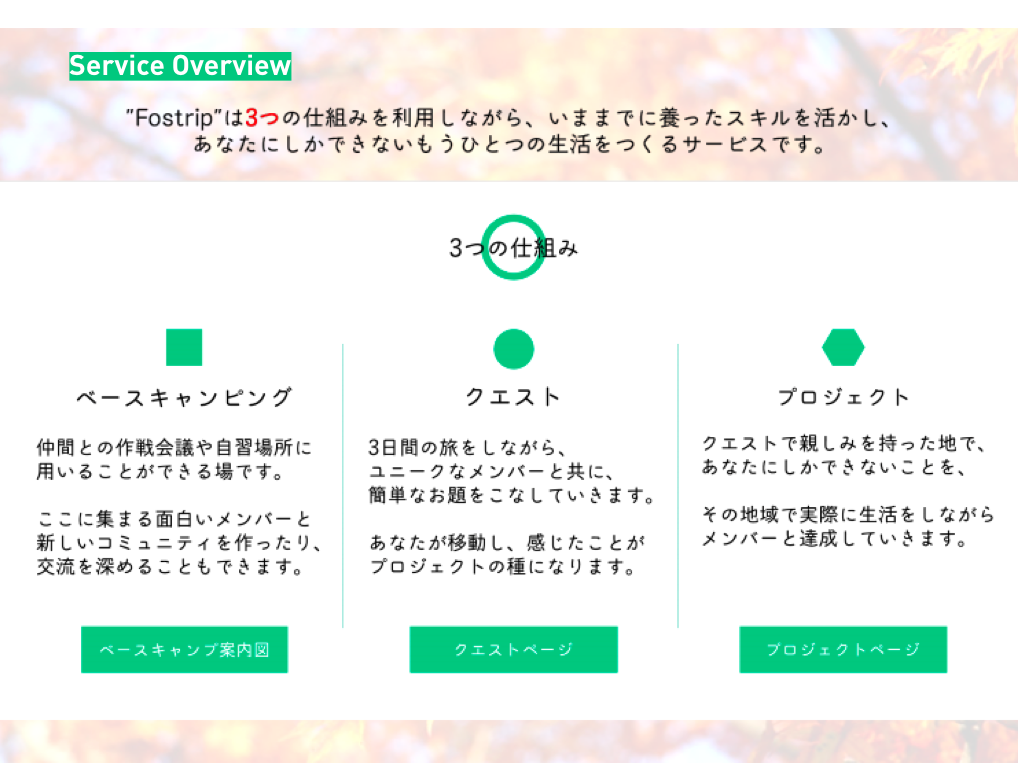 Service Overview
”Fostrip”は3つの仕組みを利用しながら、いままでに養ったスキルを活かし、
あなたにしかできないもうひとつの生活をつくるサービスです。
3つの仕組み
ベースキャンピング
仲間との作戦会議や自習場所に
用いることができる場です。
ここに集まる面白いメンバーと
新しいコミュニティを作ったり、
交流を深めることもできます。
ベースキャンプ案内図
クエスト
3日間の旅をしながら、
ユニークなメンバーと共に、
簡単なお題をこなしていきます。
あなたが移動し、感じたことが
プロジェクトの種になります。
クエストページ
プロジェクト
クエストで親しみを持った地で、
あなたにしかできないことを、
その地域で実際に生活をしながら
メンバーと達成していきます。
プロジェクトページ